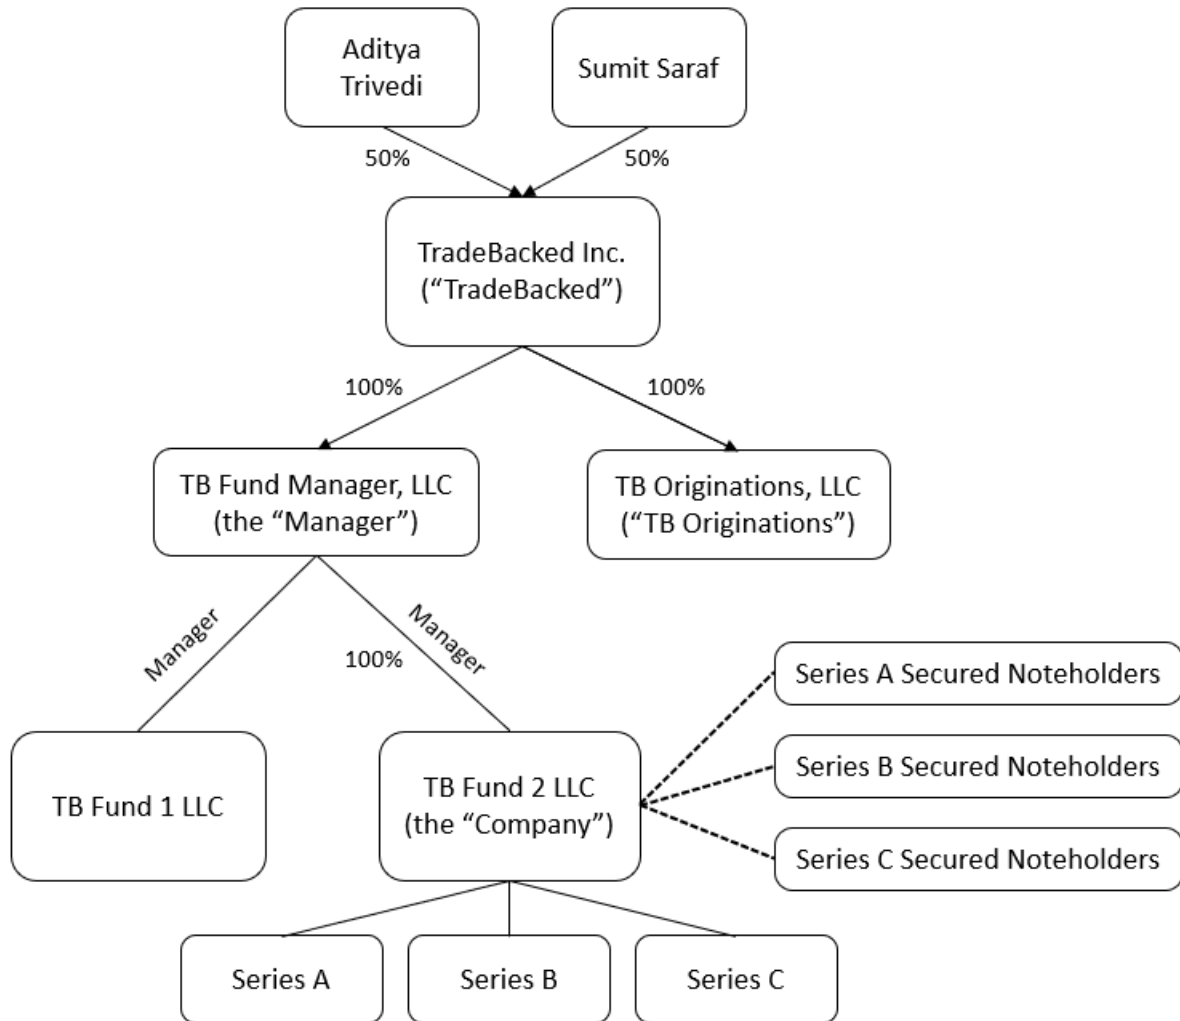 Aditya
Trivedi
Sumit Saraf
50%
50%
TradeBacked Inc.
(“TradeBacked”)
100%
100%
TB Fund Manager, LLC
(the “Manager”)
TB Originations, LLC
(“TB Originations”)
Manager
100%
Manager
TB Fund 1 LLC
TB Fund 2 LLC
(the “Company”)
Series A Secured Noteholders
Series B Secured Noteholders
Series C Secured Noteholders
Series A
Series B
Series C